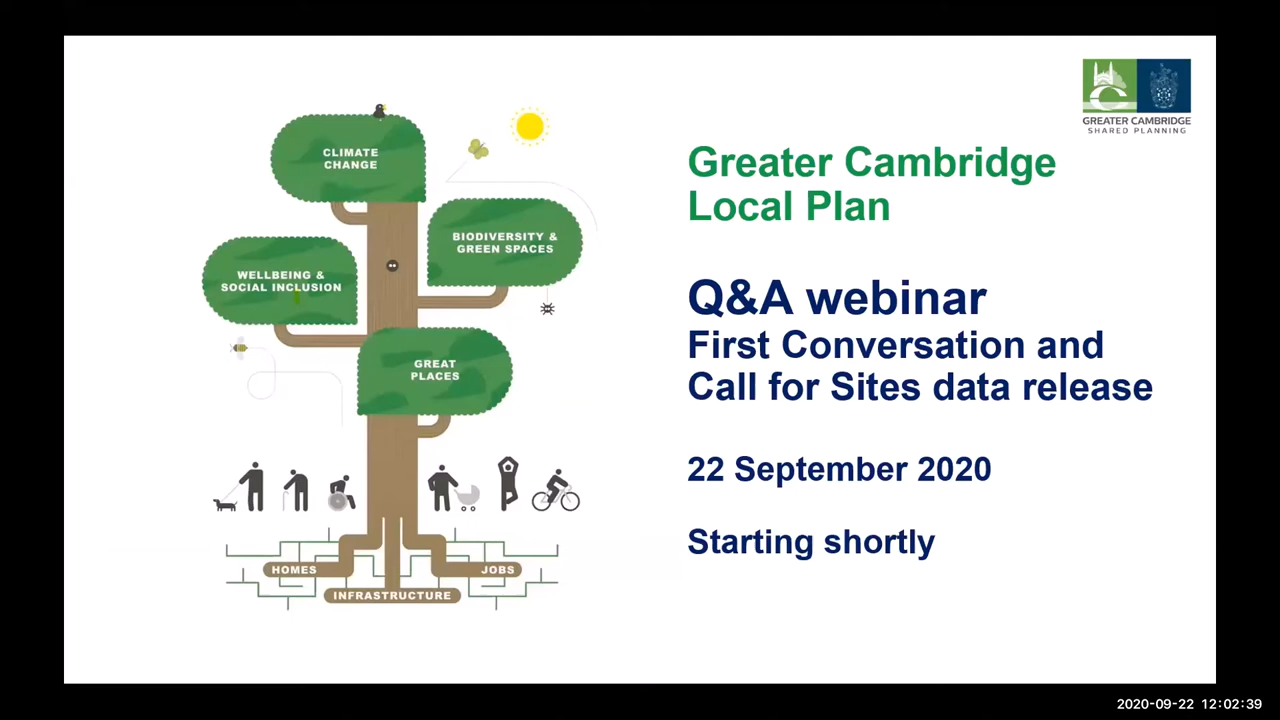 GREATER CAMBRIDGE
SHARED PLANNING
Greater Cambridge
Local Plan
Q&A webinar
First Conversation and
Call for Sites data release
22 September 2020
Starting shortly
CLIMATE
CHANGE
BIODIVERSITY &
GREEN SPACES
WELLBEING &
SOCIAL INCLUSION
GREAT
PLACES
HOMES
JOBS
INFRASTRUCTURE
2020-09-22 12:02:39